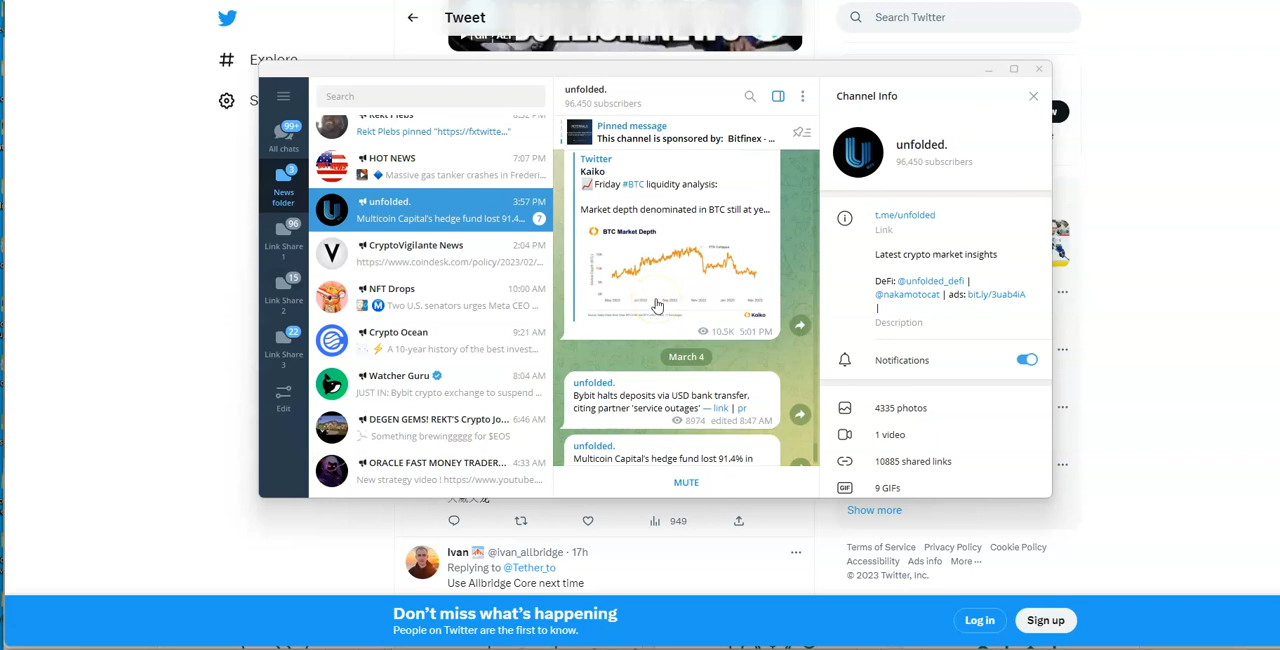 Tweet
Search Twitter
Explore
S
Search
99+
All chats
3
News
folder
96
Link Share
1
15
Link Share
2
22
Link Share
3
Edit
Rekt Plebs 8:32 PM
Rekt Plebs pinned "https://fxtwitte..."
HOT NEWS 7:07 PM
Massive gas tanker crashes in Frederi...
unfolded. 3:57 PM
Multicoin Capital's hedge fund lost 91.4... 7
CryptoVigilante News 2:04 PM
https://www.coindesk.com/policy/2023/02/...
NFT Drops 10:00 AM
Two U.S. senators urges Meta CEO ...
Crypto Ocean 9:21 AM
A 10-year history of the best invest...
Watcher Guru 8:04 AM
JUST IN: Bybit crypto exchange to suspend ...
DEGEN GEMS! REKT'S Crypto Jo... 6:46 AM
Something brewinggggg for $EOS
ORACLE FAST MONEY TRADER... 4:33 AM
New strategy video ! https://www.youtube....
unfolded.
96,450 subscribers
Pinned message
This channel is sponsored by: Bitfinex - ...
Twitter
Kaiko
Friday #BTC liquidity analysis:
Market depth denominated in BTC still at ye...
BTC Market Depth
Kaiko
10.5K 5:01 PM
March 4
unfolded.
Bybit halts deposits via USD bank transfer,
citing partner 'service outages' — link | pr
8974 edited 8:47 AM
unfolded.
Multicoin Capital's hedge fund lost 91.4% in
MUTE
Channel Info
unfolded.
96,450 subscribers
t.me/unfolded
Link
Latest crypto market insights
DeFi: @unfolded_defi |
@nakamotocat | ads: bit.ly/3uab4iA
|
Description
Notifications
4335 photos
1 video
10885 shared links
GIF 9 GIFs
w
949
Show more
Ivan @ivan_allbridge · 17h
Replying to @Tether_to
Use Allbridge Core next time
Terms of Service Privacy Policy Cookie Policy
Accessibility Ads info More ···
© 2023 Twitter, Inc.
Don't miss what's happening
People on Twitter are the first to know.
Log in
Sign up